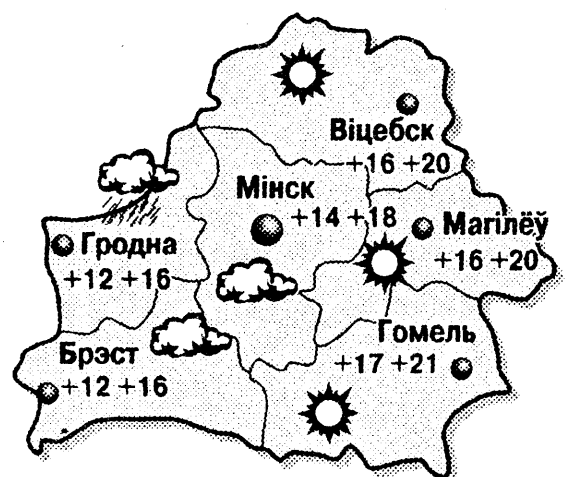 Віцебск
+16 +20
Мінск
+14 +18
Магілёў
+16 +20
Гродна
+12 +16
Гомель
+17 +21
Брэст
+12 +16